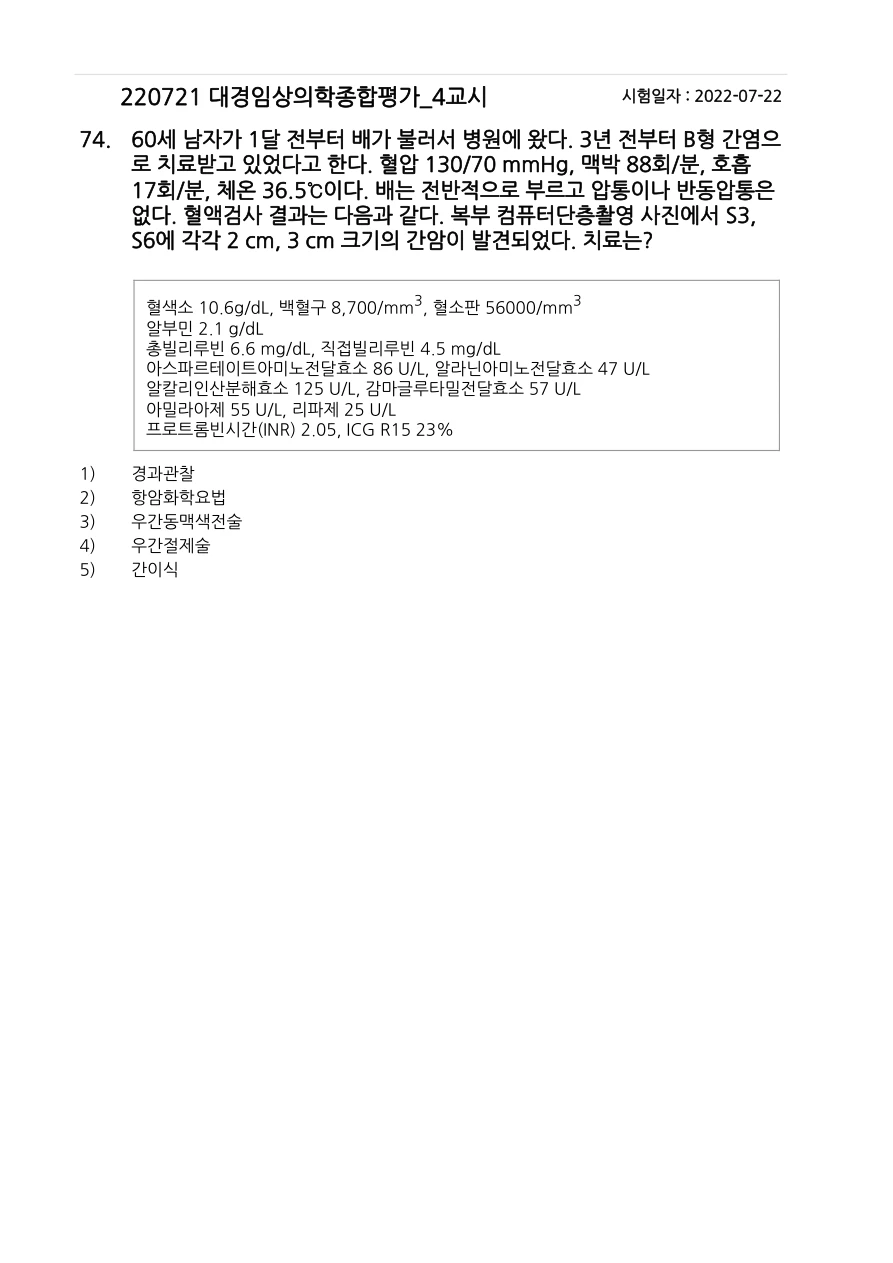 220721 대경임상의학종합평가_4교시
시험일자 : 2022-07-22
74. 60세 남자가 1달 전부터 배가 불러서 병원에 왔다. 3년 전부터 B형 간염으
로 치료받고 있었다고 한다. 혈압 130/70 mmHg, 맥박 88회/분, 호흡
17회/분, 체온 36.5℃이다. 배는 전반적으로 부르고 압통이나 반동압통은
없다. 혈액검사 결과는 다음과 같다. 복부 컴퓨터단층촬영 사진에서 S3,
S6에 각각 2 cm, 3 cm 크기의 간암이 발견되었다. 치료는?
혈색소 10.6g/dL, 백혈구 8,700/mm³, 혈소판 56000/mm³
알부민 2.1 g/dL
총빌리루빈 6.6 mg/dL, 직접빌리루빈 4.5 mg/dL
아스파르테이트아미노전달효소 86 U/L, 알라닌아미노전달효소 47 U/L
알칼리인산분해효소 125 U/L, 감마글루타밀전달효소 57 U/L
아밀라아제 55 U/L, 리파제 25 U/L
프로트롬빈시간(INR) 2.05, ICG R15 23%
1) 경과관찰
2) 항암화학요법
3) 우간동맥색전술
4) 우간절제술
5) 간이식